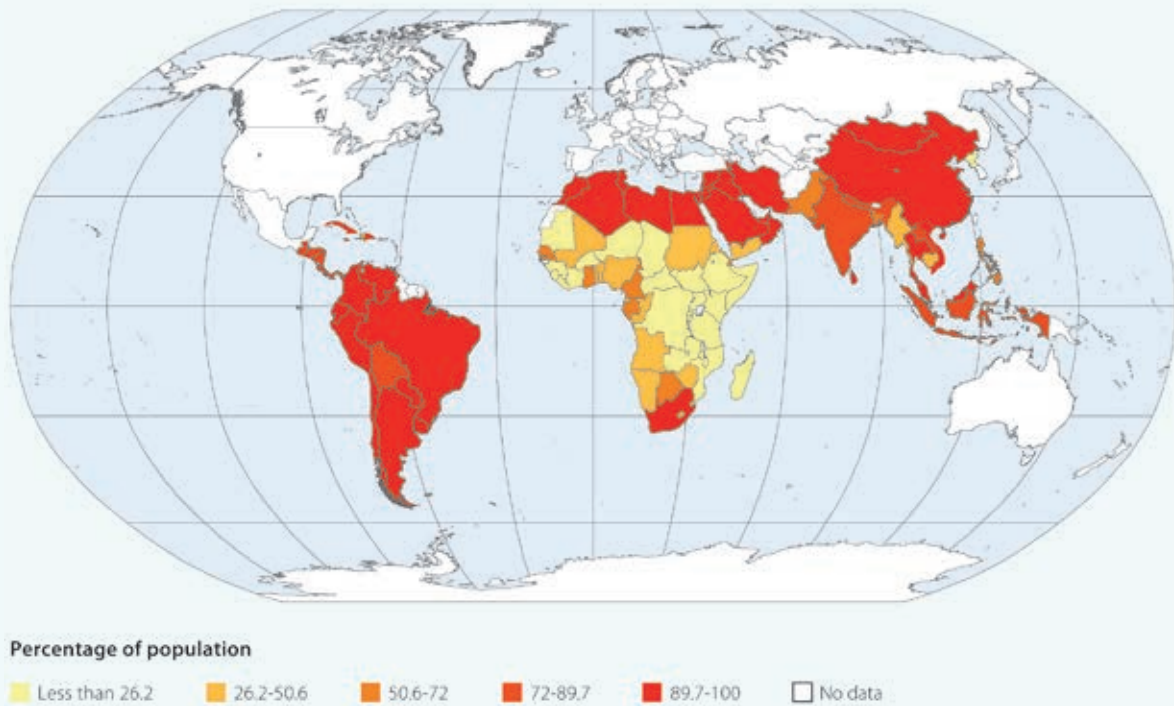 Percentage of population
Less than 26.2 26.2-50.6 50.6-72 72-89.7 89.7-100 No data